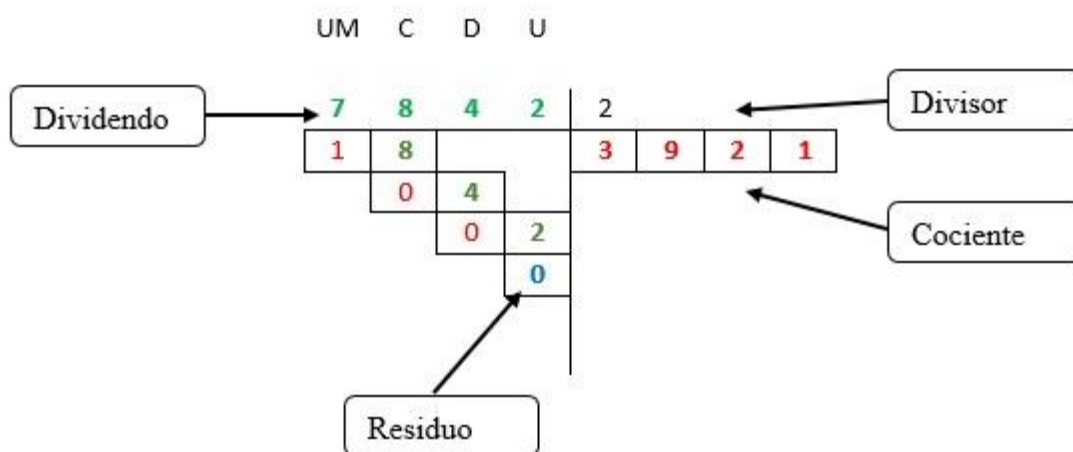 UM C D U
Dividendo 7 8 4 2 2 Divisor
1 8 3 9 2 1
0 4
0 2 Cociente
0
Residuo